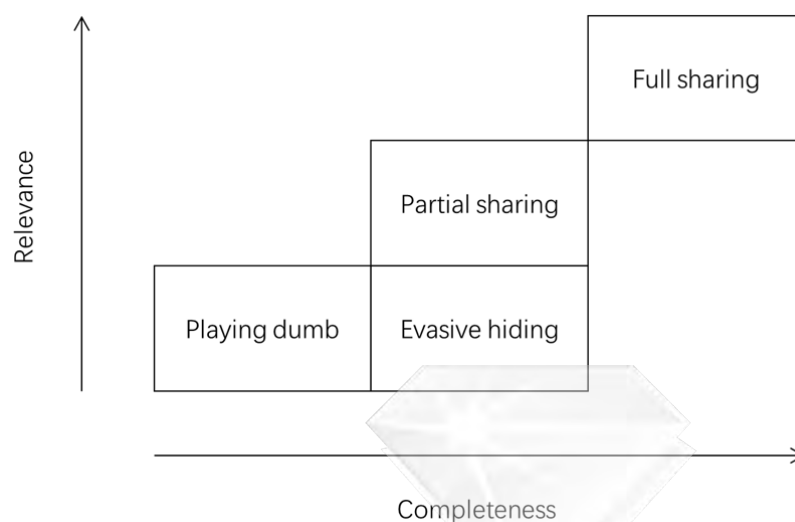 Full sharing
Relevance
Partial sharing
Playing dumb
Evasive hiding
Completeness